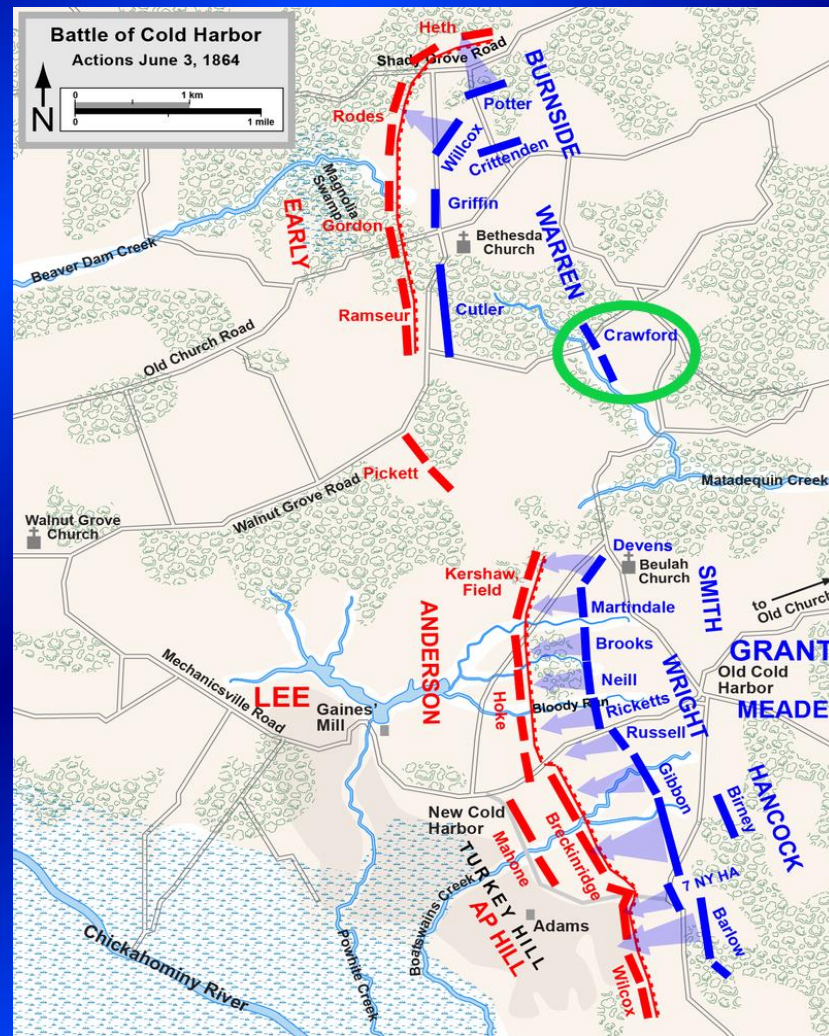 Battle of Cold Harbor
Actions June 3, 1864
N
0
1 km
0
1 mile
Heth
Shady Grove Road
BURNSIDE
Potter
Rodes
Willcox
Crittenden
Magnolia
Swamp
Griffin
EARLY
Gordon
Bethesda
Church
WARREN
Beaver Dam Creek
Ramseur
Cutler
Crawford
Old Church Road
Pickett
Walnut Grove Road
Matadequin Creek
Walnut Grove
Church
Devens
Beulah
Church
SMITH
Kershaw
Field
Martindale
to
Old Church
ANDERSON
Brooks
GRANT
Mechanicsville Road
Neill
WRIGHT
Old Cold
Harbor
LEE
Gaines’
Mill
Hoke
Bloody Run
Ricketts
MEADE
Russell
Gibbon
HANCOCK
Birney
New Cold
Harbor
Mahone
Breckinridge
TURKEY HILL
7 NY HA
Boatswains Creek
AP HILL
Adams
Barlow
Chickahominy River
Powhite Creek
Wilcox